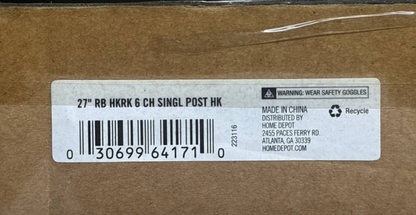 27" RB HKRK 6 CH SINGL POST HK
0 30699 64171 0
223116
WARNING: WEAR SAFETY GOGGLES
MADE IN CHINA
DISTRIBUTED BY
HOME DEPOT
2455 PACES FERRY RD.
ATLANTA, GA 30339
HOMEDEPOT.COM
Recycle